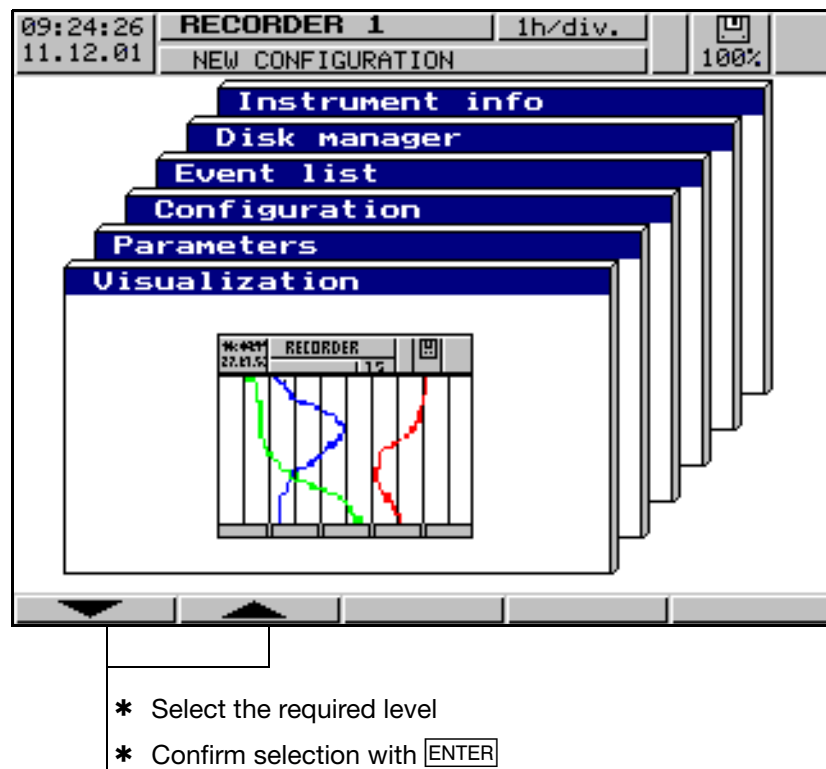 09:24:26 RECORDER 1 1h/div.
11.12.01 NEW CONFIGURATION 100%
Instrument info
Disk manager
Event list
Configuration
Parameters
Visualization
RECORDER
✱ Select the required level
✱ Confirm selection with ENTER